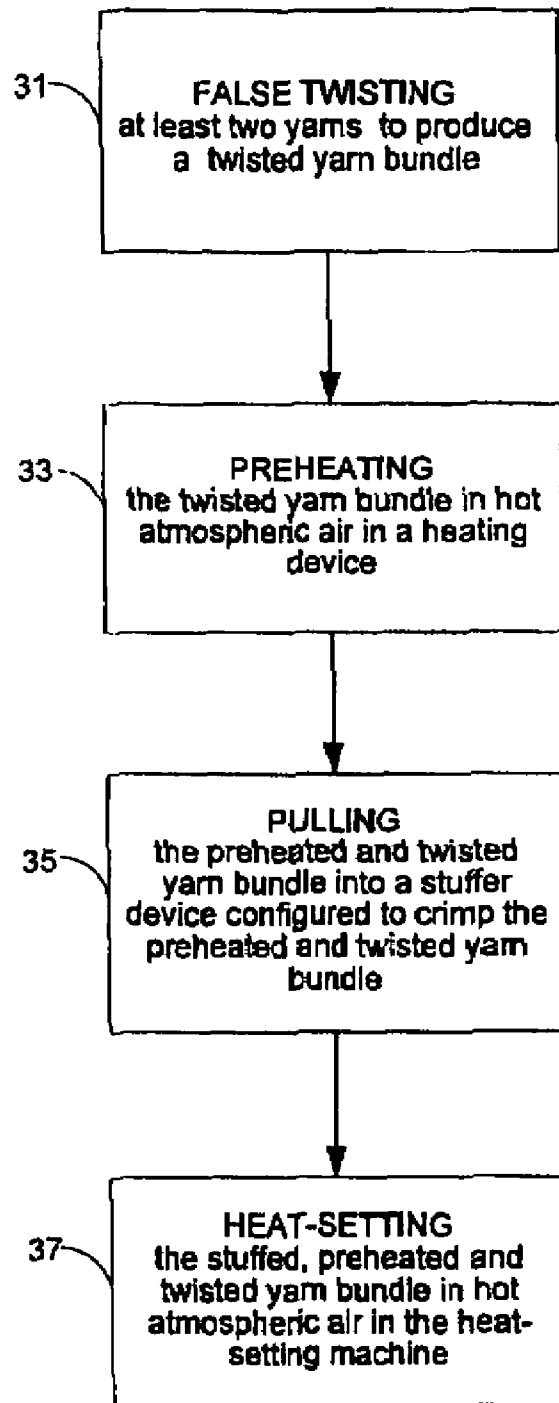 31
FALSE TWISTING
at least two yarns to produce
a twisted yarn bundle
33
PREHEATING
the twisted yarn bundle in hot
atmospheric air in a heating
device
35
PULLING
the preheated and twisted
yarn bundle into a stuffer
device configured to crimp the
preheated and twisted yarn
bundle
37
HEAT-SETTING
the stuffed, preheated and
twisted yarn bundle in hot
atmospheric air in the heat-
setting machine